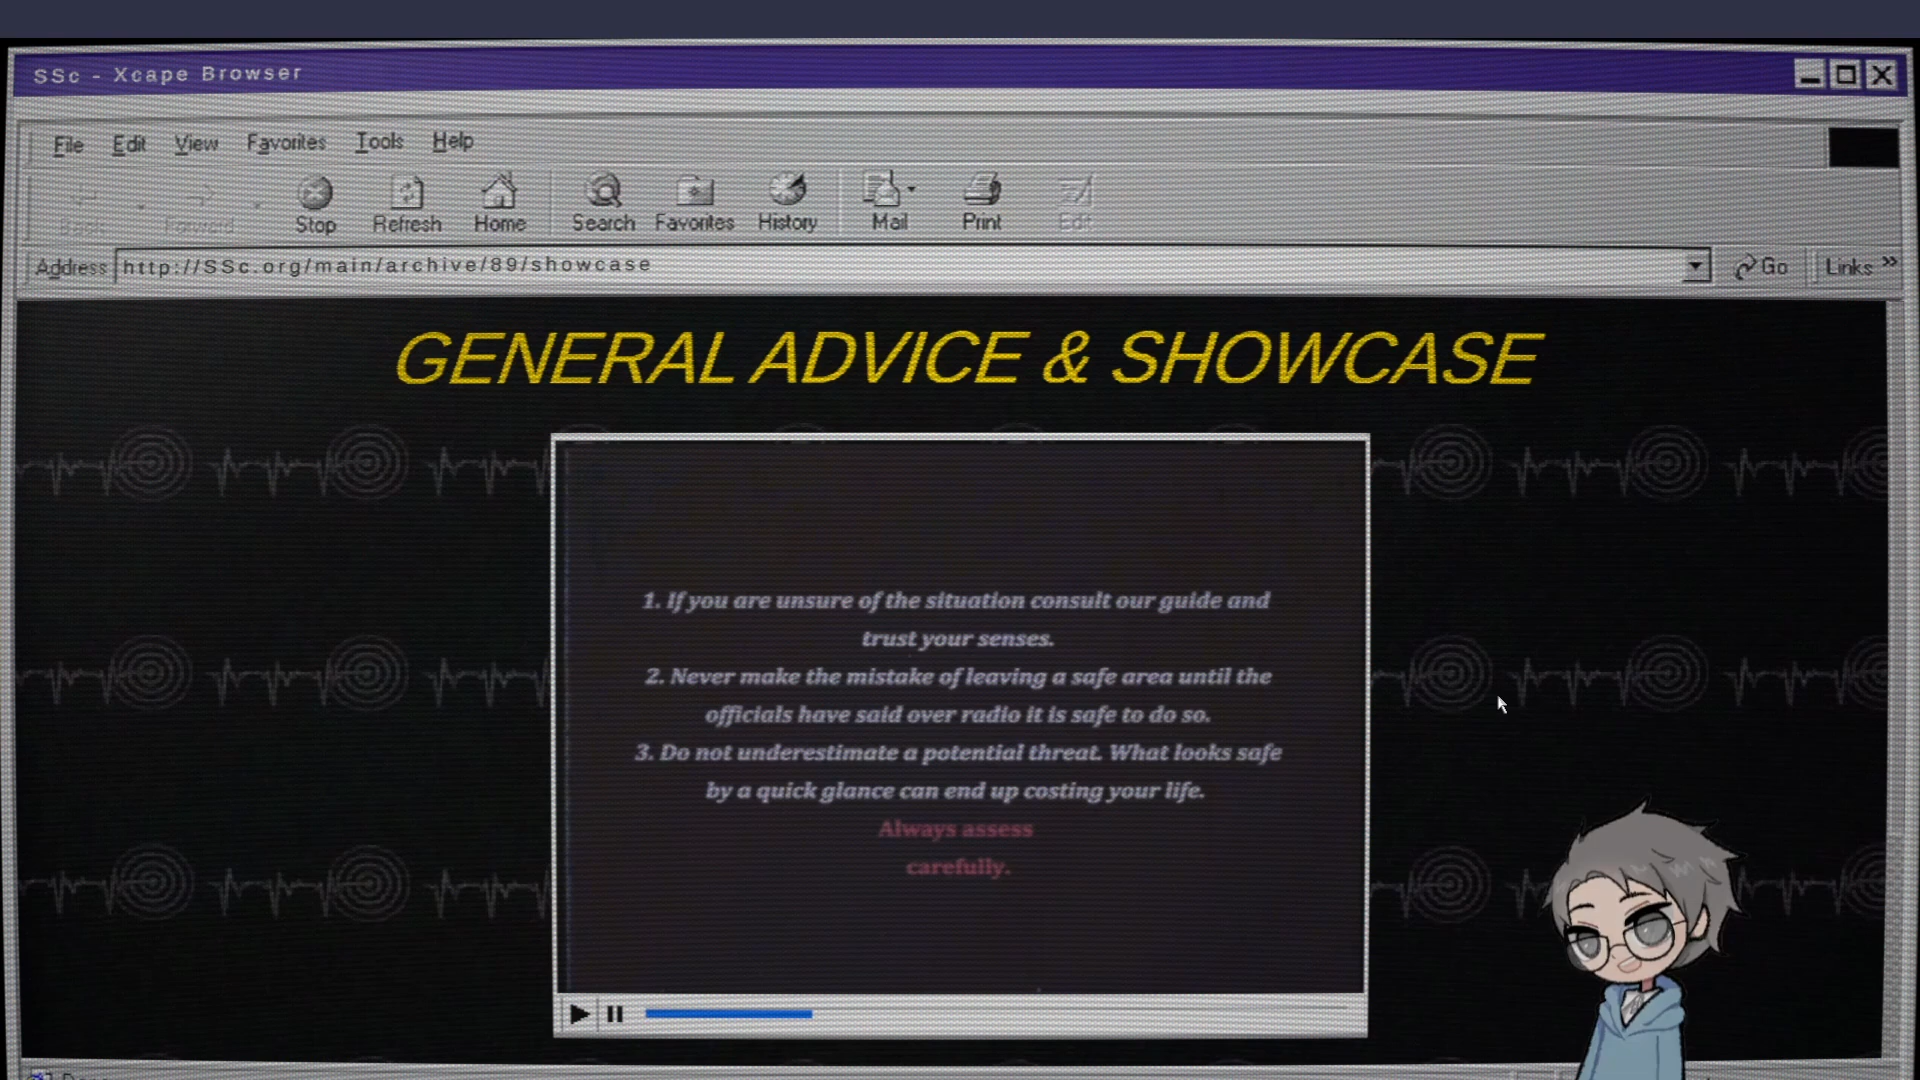 SSc - Xcape Browser
File Edit View Favorites Tools Help
Back Forward Stop Refresh Home Search Favorites History Mail Print Edit
Address http://SSc.org/main/archive/89/showcase Go Links »
GENERAL ADVICE & SHOWCASE
1. If you are unsure of the situation consult our guide and
trust your senses.
2. Never make the mistake of leaving a safe area until the
officials have said over radio it is safe to do so.
3. Do not underestimate a potential threat. What looks safe
by a quick glance can end up costing your life.
Always assess
carefully.